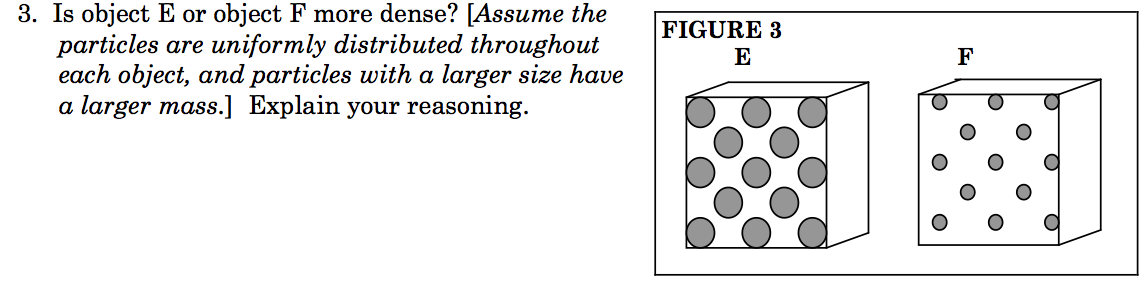 3. Is object E or object F more dense? [Assume the
particles are uniformly distributed throughout
each object, and particles with a larger size have
a larger mass.] Explain your reasoning.
FIGURE 3
E F